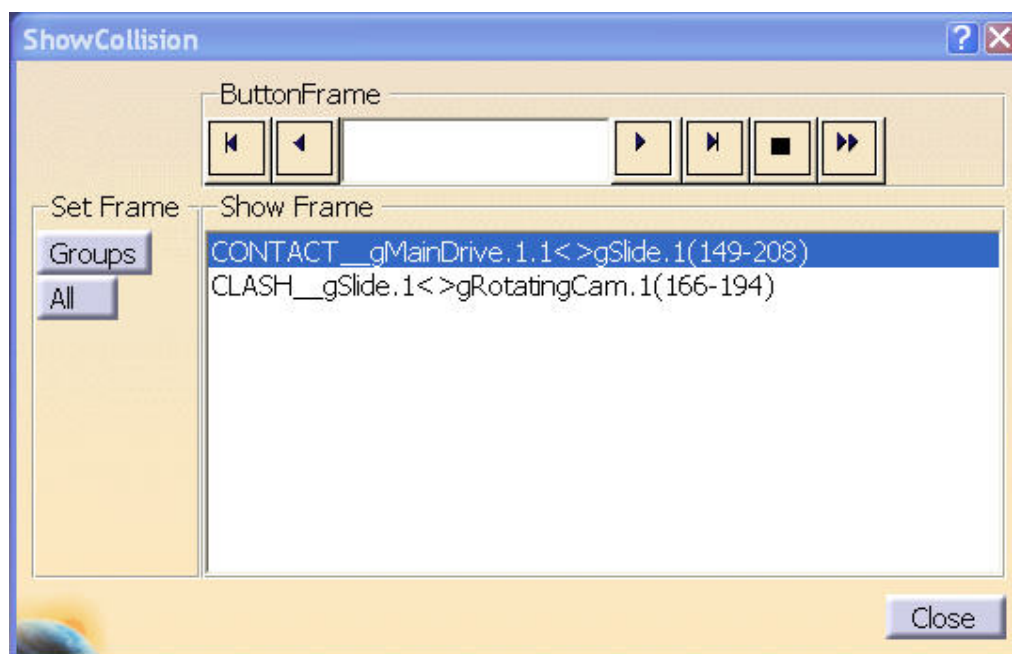 ShowCollision
ButtonFrame
Set Frame
Show Frame
Groups
All
CONTACT__gMainDrive.1.1<>gSlide.1(149-208)
CLASH__gSlide.1<>gRotatingCam.1(166-194)
Close